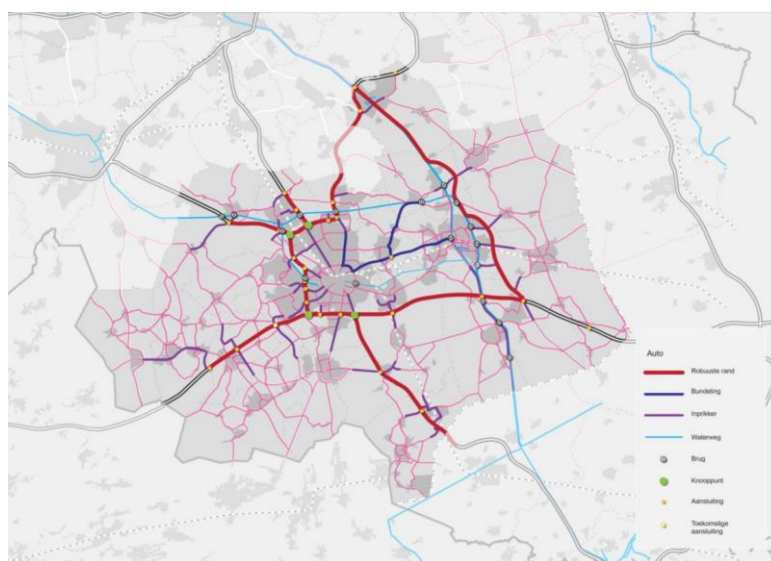 Auto
Robuuste rand
Bundeling
Inprikker
Waterweg
Brug
Knooppunt
Aansluiting
Toekomstige
aansluiting